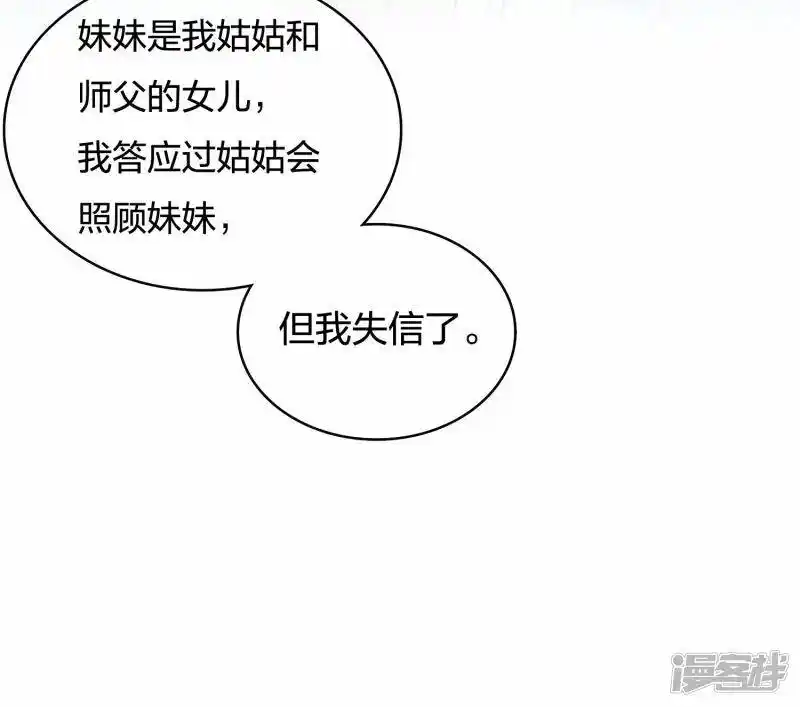 妹妹是我姑姑和
师父的女儿，
我答应过姑姑会
照顾妹妹，
但我失信了。
漫客栈